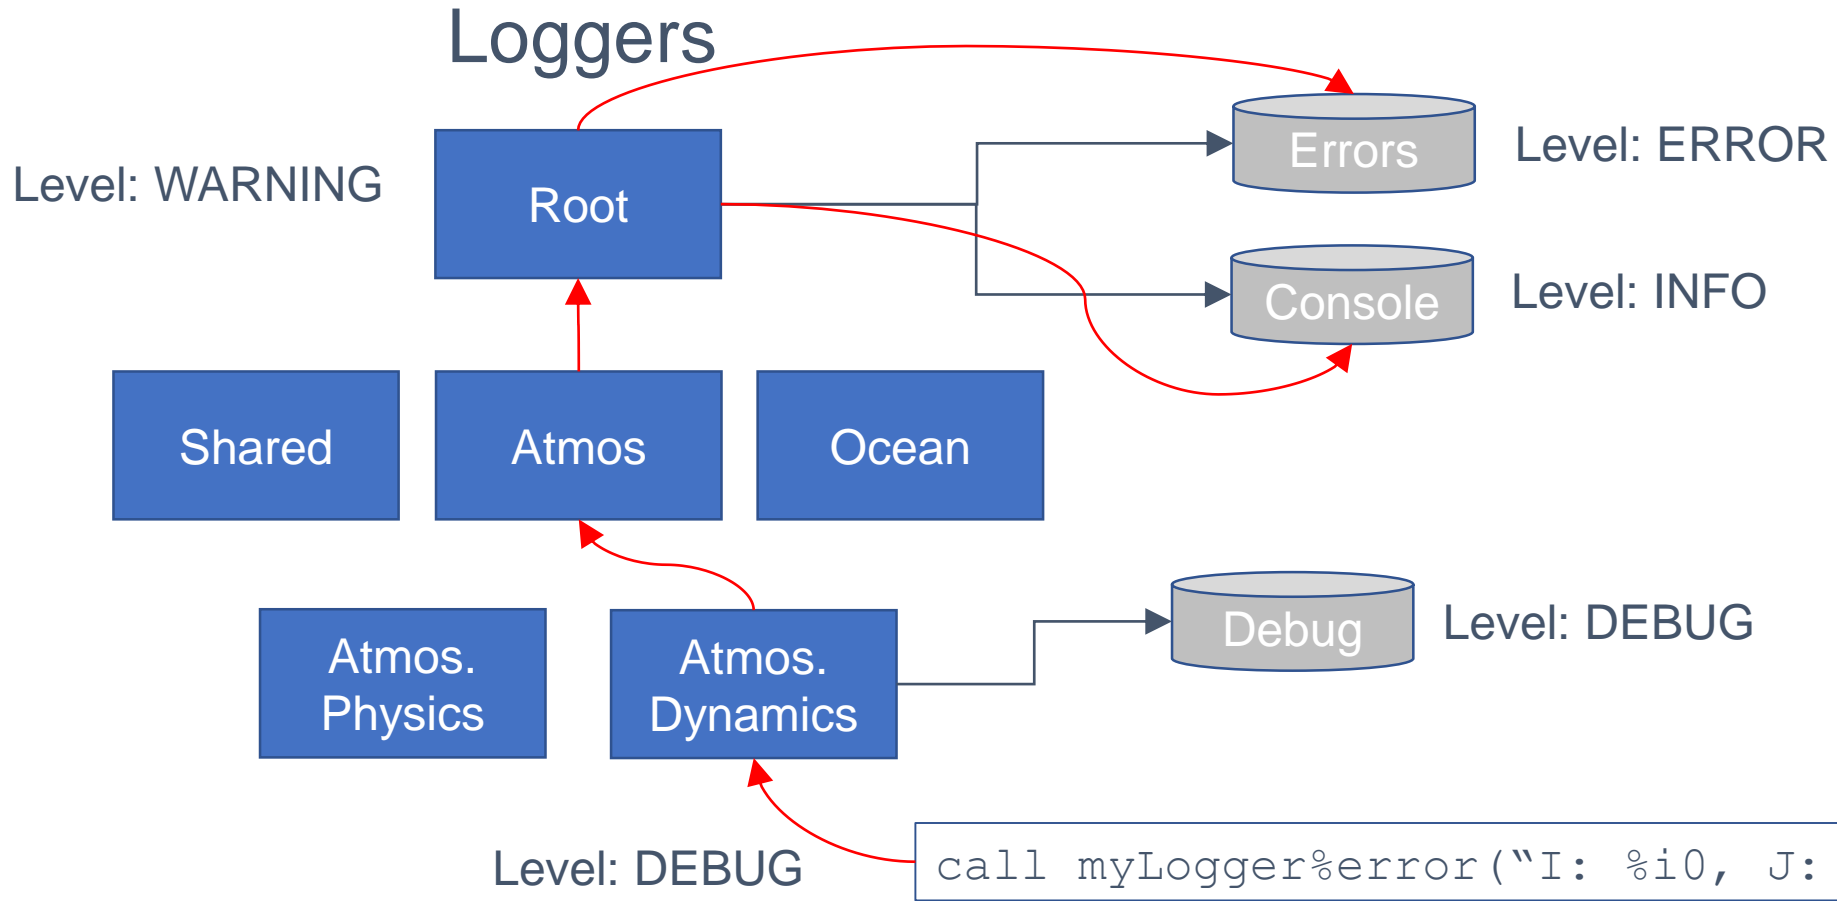 Loggers
Level: WARNING
Root
Errors
Level: ERROR
Console
Level: INFO
Shared
Atmos
Ocean
Atmos.
Physics
Atmos.
Dynamics
Debug
Level: DEBUG
Level: DEBUG
call myLogger%error(“I: %i0, J: